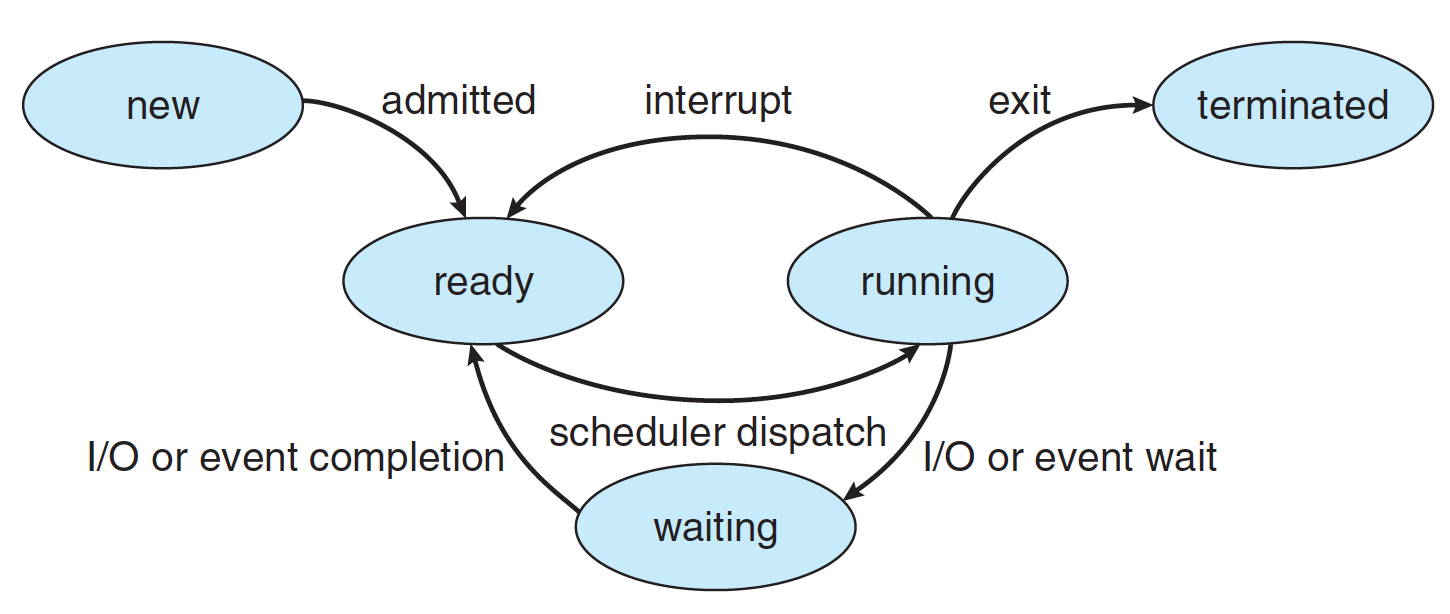 new
admitted
interrupt
exit
terminated
ready
running
scheduler dispatch
I/O or event completion
I/O or event wait
waiting